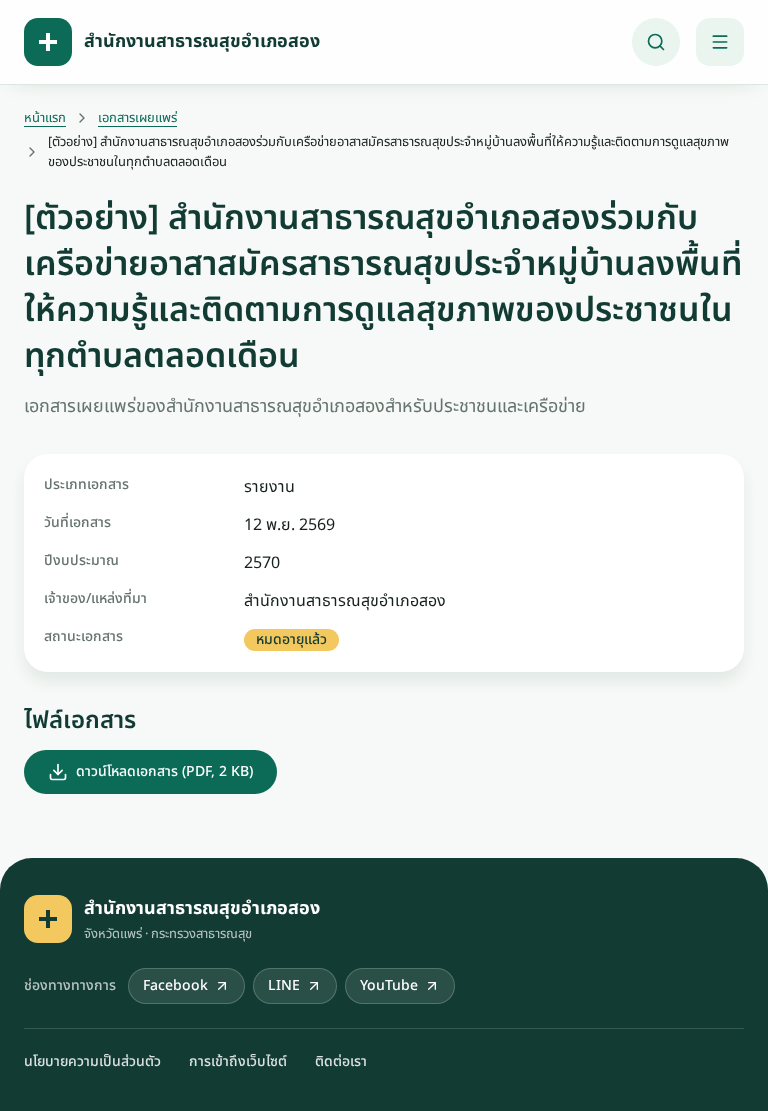 สำนักงานสาธารณสุขอำเภอสอง
หน้าแรก
เอกสารเผยแพร่
[ตัวอย่าง] สำนักงานสาธารณสุขอำเภอสองร่วมกับเครือข่ายอาสาสมัครสาธารณสุขประจำหมู่บ้านลงพื้นที่ให้ความรู้และติดตามการดูแลสุขภาพ
ของประชาชนในทุกตำบลตลอดเดือน
[ตัวอย่าง] สำนักงานสาธารณสุขอำเภอสองร่วมกับ
เครือข่ายอาสาสมัครสาธารณสุขประจำหมู่บ้านลงพื้นที่
ให้ความรู้และติดตามการดูแลสุขภาพของประชาชนใน
ทุกตำบลตลอดเดือน
เอกสารเผยแพร่ของสำนักงานสาธารณสุขอำเภอสองสำหรับประชาชนและเครือข่าย
ประเภทเอกสาร รายงาน
วันที่เอกสาร 12 พ.ย. 2569
ปีงบประมาณ 2570
เจ้าของ/แหล่งที่มา สำนักงานสาธารณสุขอำเภอสอง
สถานะเอกสาร หมดอายุแล้ว
ไฟล์เอกสาร
ดาวน์โหลดเอกสาร (PDF, 2 KB)
สำนักงานสาธารณสุขอำเภอสอง
จังหวัดแพร่ · กระทรวงสาธารณสุข
ช่องทางทางการ Facebook LINE YouTube
นโยบายความเป็นส่วนตัว การเข้าถึงเว็บไซต์ ติดต่อเรา